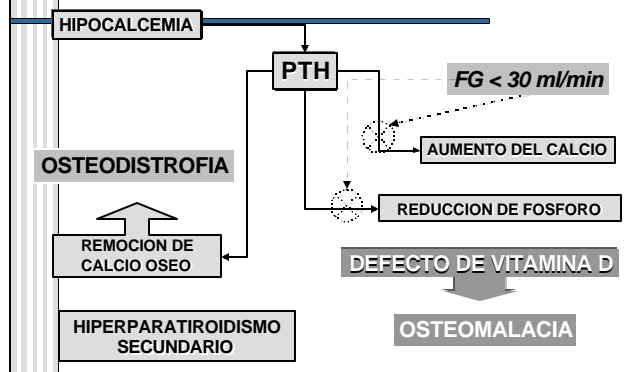 HIPOCALCEMIA
PTH
FG < 30 ml/min
AUMENTO DEL CALCIO
OSTEODISTROFIA
REDUCCION DE FOSFORO
REMOCION DE
CALCIO OSEO
DEFECTO DE VITAMINA D
HIPERPARATIROIDISMO
SECUNDARIO
OSTEOMALACIA